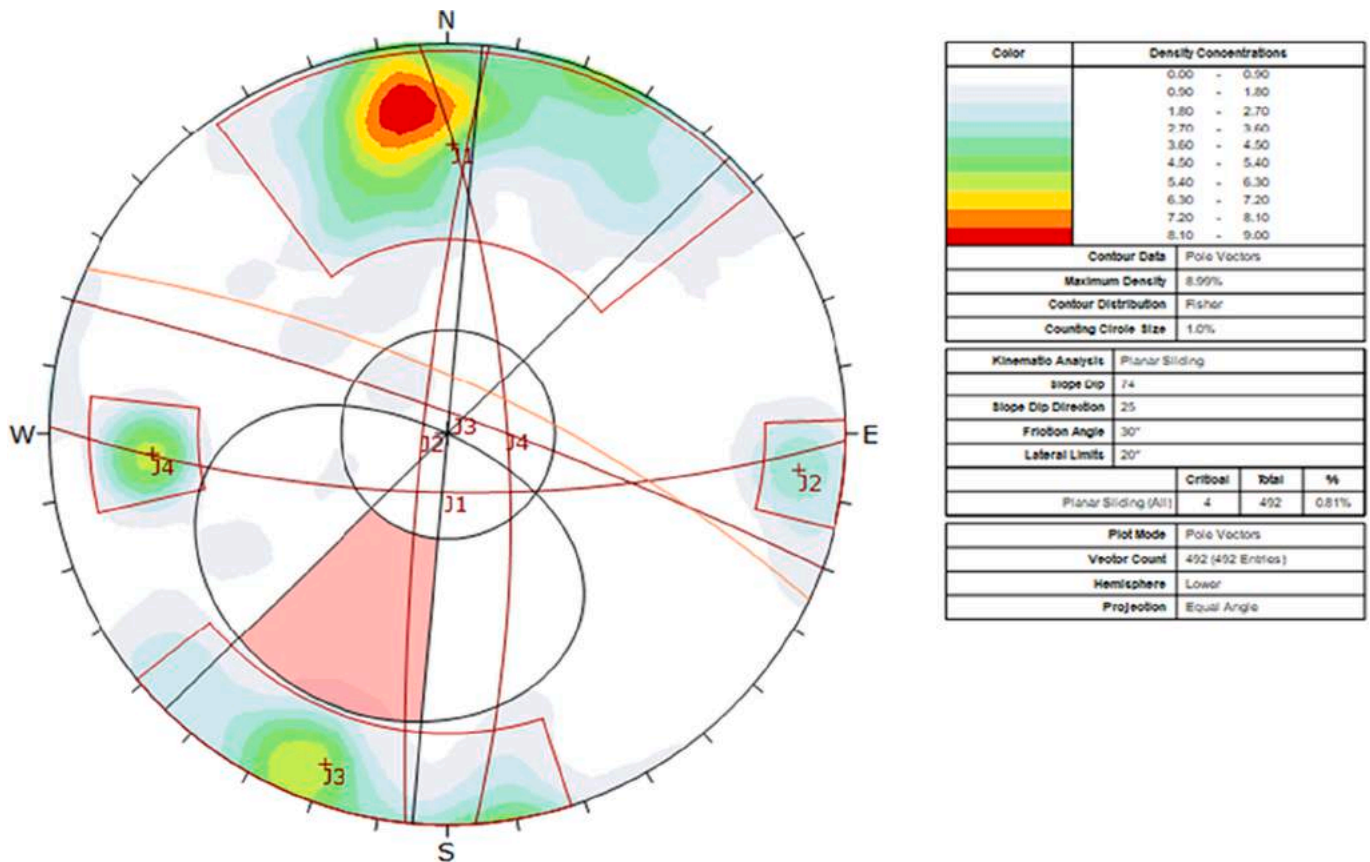 N
J1
W
J2
J3
J4
E
J4
J2
J1
J3
S
Color Density Concentrations
0.00 - 0.90
0.90 - 1.80
1.80 - 2.70
2.70 - 3.60
3.60 - 4.50
4.50 - 5.40
5.40 - 6.30
6.30 - 7.20
7.20 - 8.10
8.10 - 9.00
Contour Data Pole Vectors
Maximum Density 8.99%
Contour Distribution Fisher
Counting Circle Size 1.0%
Kinematic Analysis Planar Sliding
Slope Dip 74
Slope Dip Direction 25
Friction Angle 30°
Lateral Limits 20°
Critical Total %
Planar Sliding (All) 4 492 0.81%
Plot Mode Pole Vectors
Vector Count 492 (492 Entries)
Hemisphere Lower
Projection Equal Angle